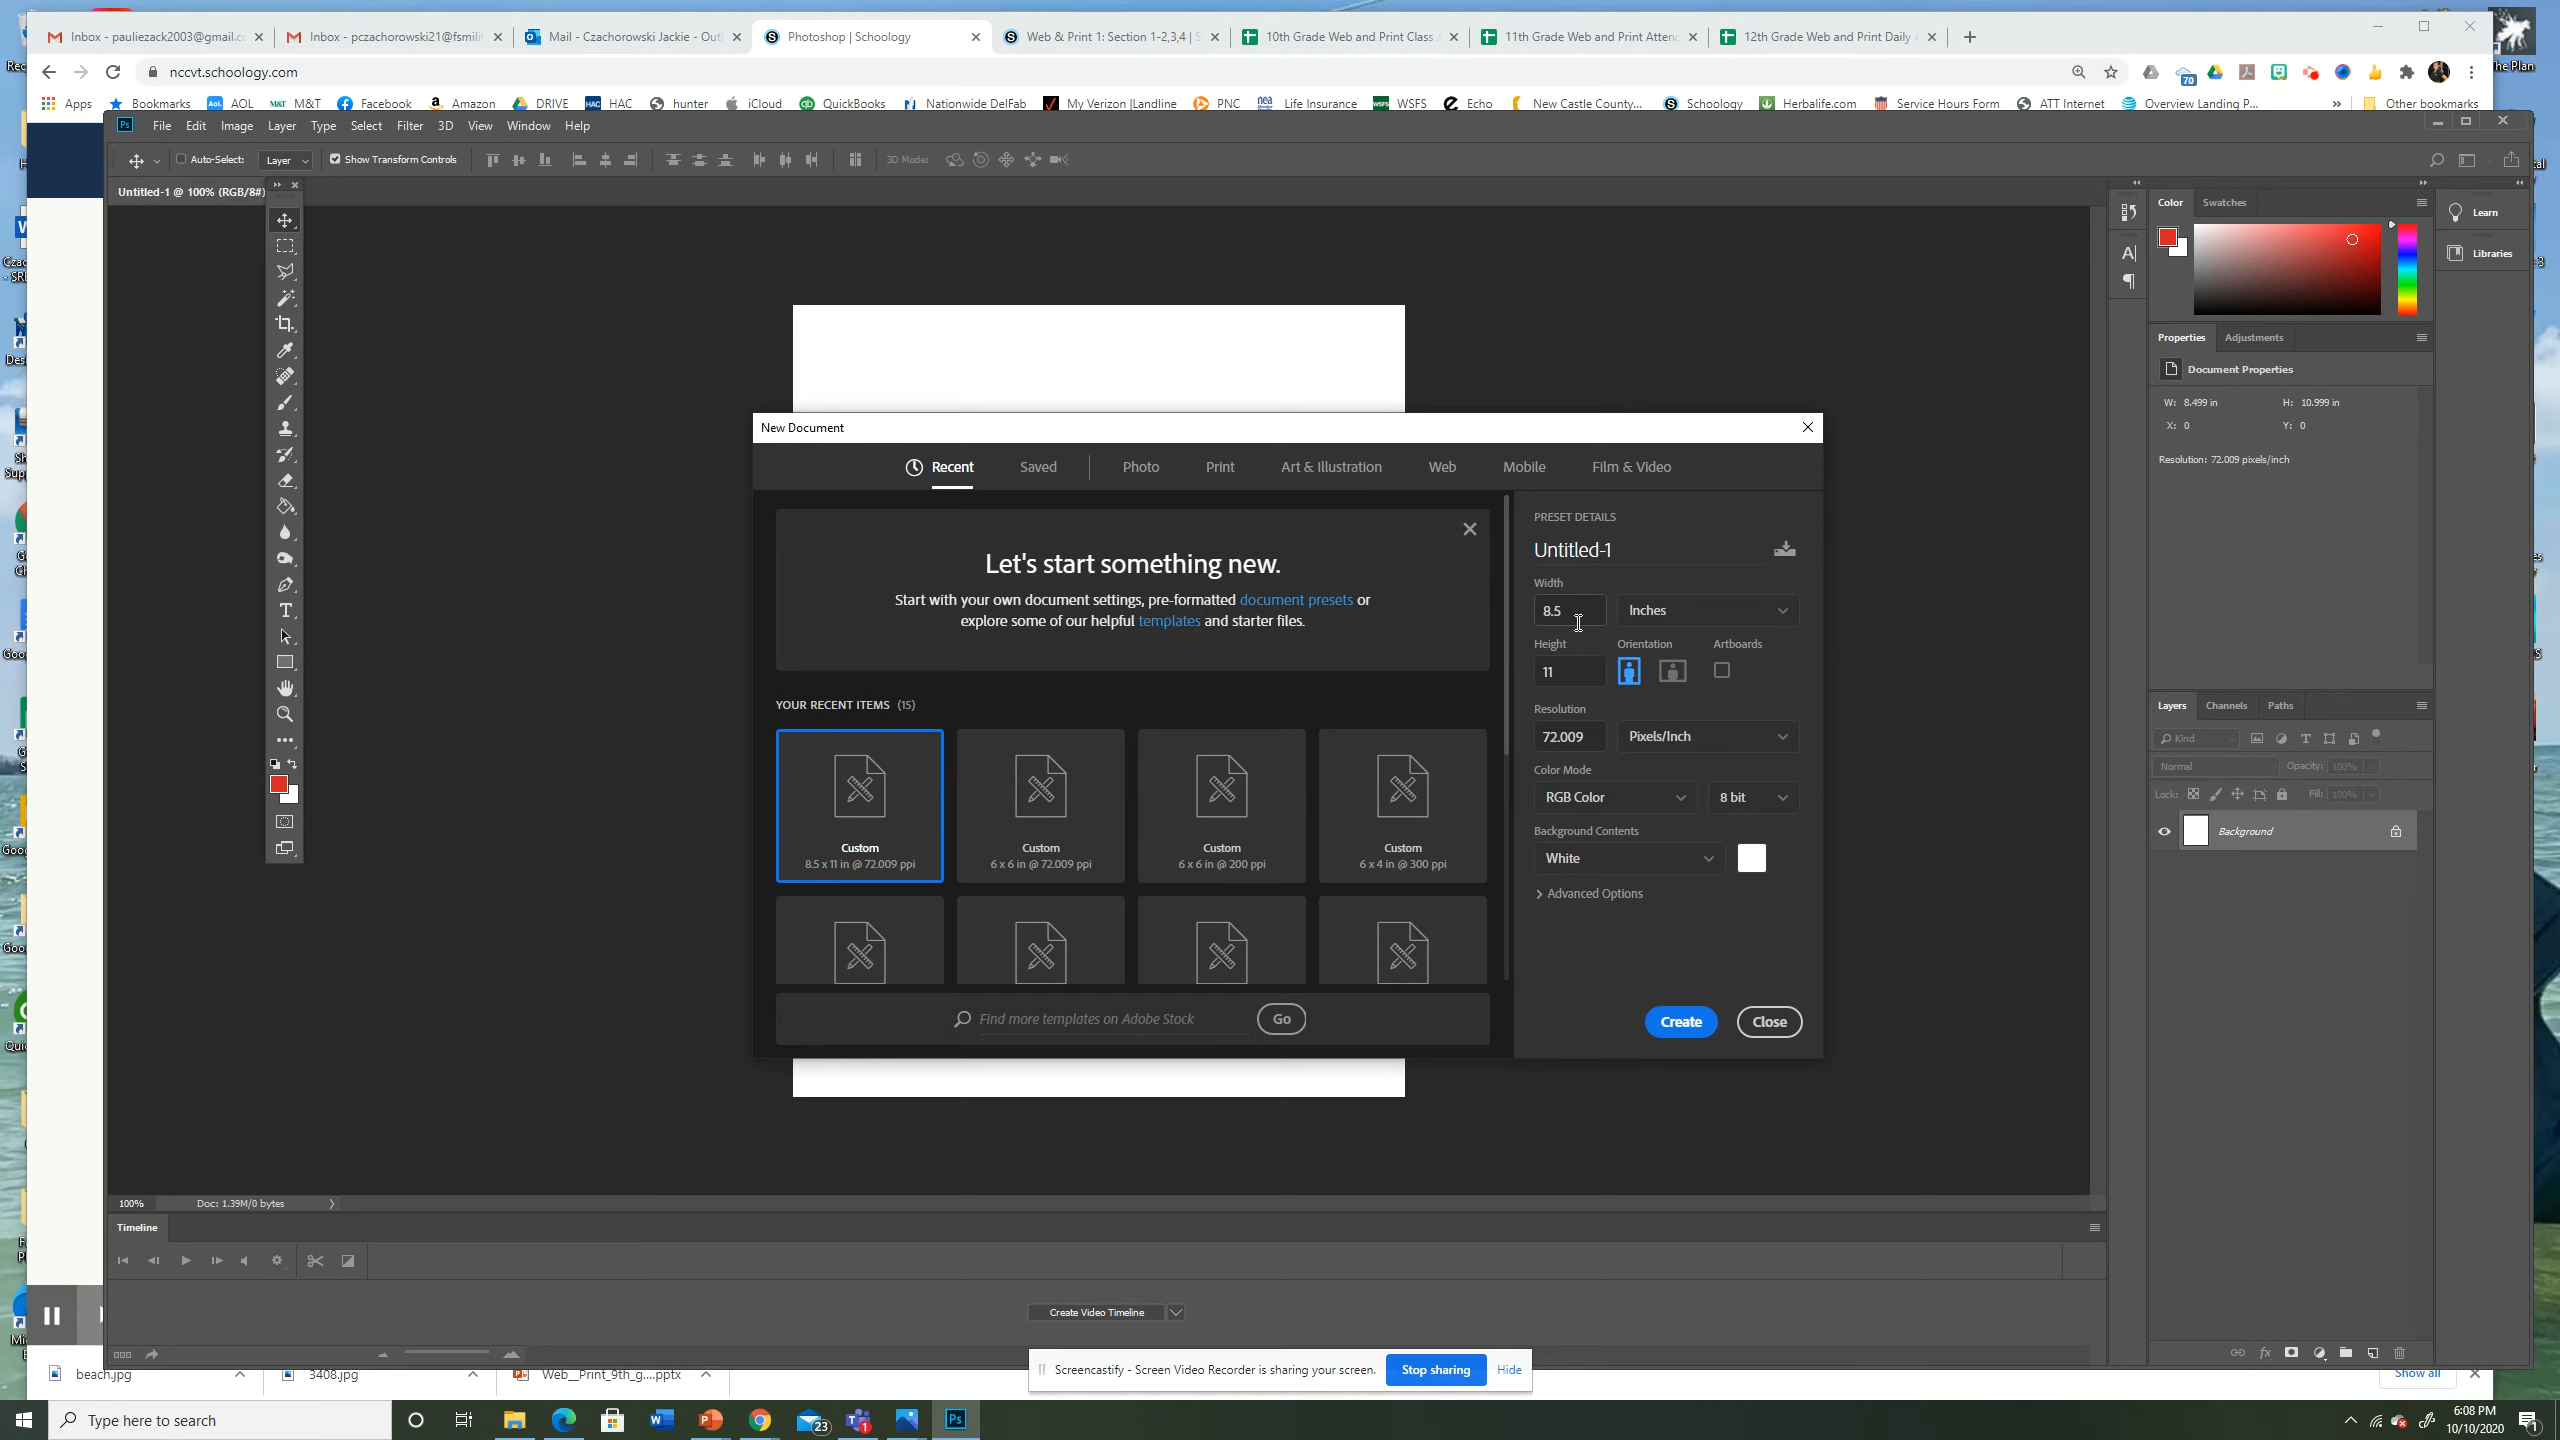 Inbox - pauliezack2003@gmail.c
Inbox - pczachorowski21@fsmilit
Mail - Czachorowski Jackie - Out
Photoshop | Schoology
Web & Print 1: Section 1-2,3,4 | S
10th Grade Web and Print Class
11th Grade Web and Print Attend
12th Grade Web and Print Daily
The Plan
nccvt.schoology.com
70
Apps
Bookmarks
AOL
M&T
Facebook
Amazon
DRIVE
HAC
hunter
iCloud
QuickBooks
Nationwide DelFab
My Verizon |Landline
PNC
Life Insurance
WSFS
Echo
New Castle County...
Schoology
Herbalife.com
Service Hours Form
ATT Internet
Overview Landing P...
Other bookmarks
Ps
File
Edit
Image
Layer
Type
Select
Filter
3D
View
Window
Help
Auto-Select:
Layer
Show Transform Controls
3D Mode:
Untitled-1 @ 100% (RGB/8#)
Color
Swatches
Learn
Libraries
Properties
Adjustments
Document Properties
W: 8.499 in
H: 10.999 in
X: 0
Y: 0
Resolution: 72.009 pixels/inch
New Document
Recent
Saved
Photo
Print
Art & Illustration
Web
Mobile
Film & Video
Let's start something new.
Start with your own document settings, pre-formatted document presets or
explore some of our helpful templates and starter files.
PRESET DETAILS
Untitled-1
Width
8.5
Inches
Height
Orientation
Artboards
11
Resolution
72.009
Pixels/Inch
Color Mode
RGB Color
8 bit
Background Contents
White
Advanced Options
YOUR RECENT ITEMS (15)
Custom
8.5 x 11 in @ 72.009 ppi
Custom
6 x 6 in @ 72.009 ppi
Custom
6 x 6 in @ 200 ppi
Custom
6 x 4 in @ 300 ppi
Find more templates on Adobe Stock
Go
Create
Close
Layers
Channels
Paths
Kind
Normal
Opacity: 100%
Lock:
Fill: 100%
Background
100%
Doc: 1.39M/0 bytes
Timeline
Create Video Timeline
beach.jpg
3408.jpg
Web__Print_9th_g....pptx
Screencastify - Screen Video Recorder is sharing your screen.
Stop sharing
Hide
Show all
Type here to search
23
1
Ps
6:08 PM
10/10/2020
1